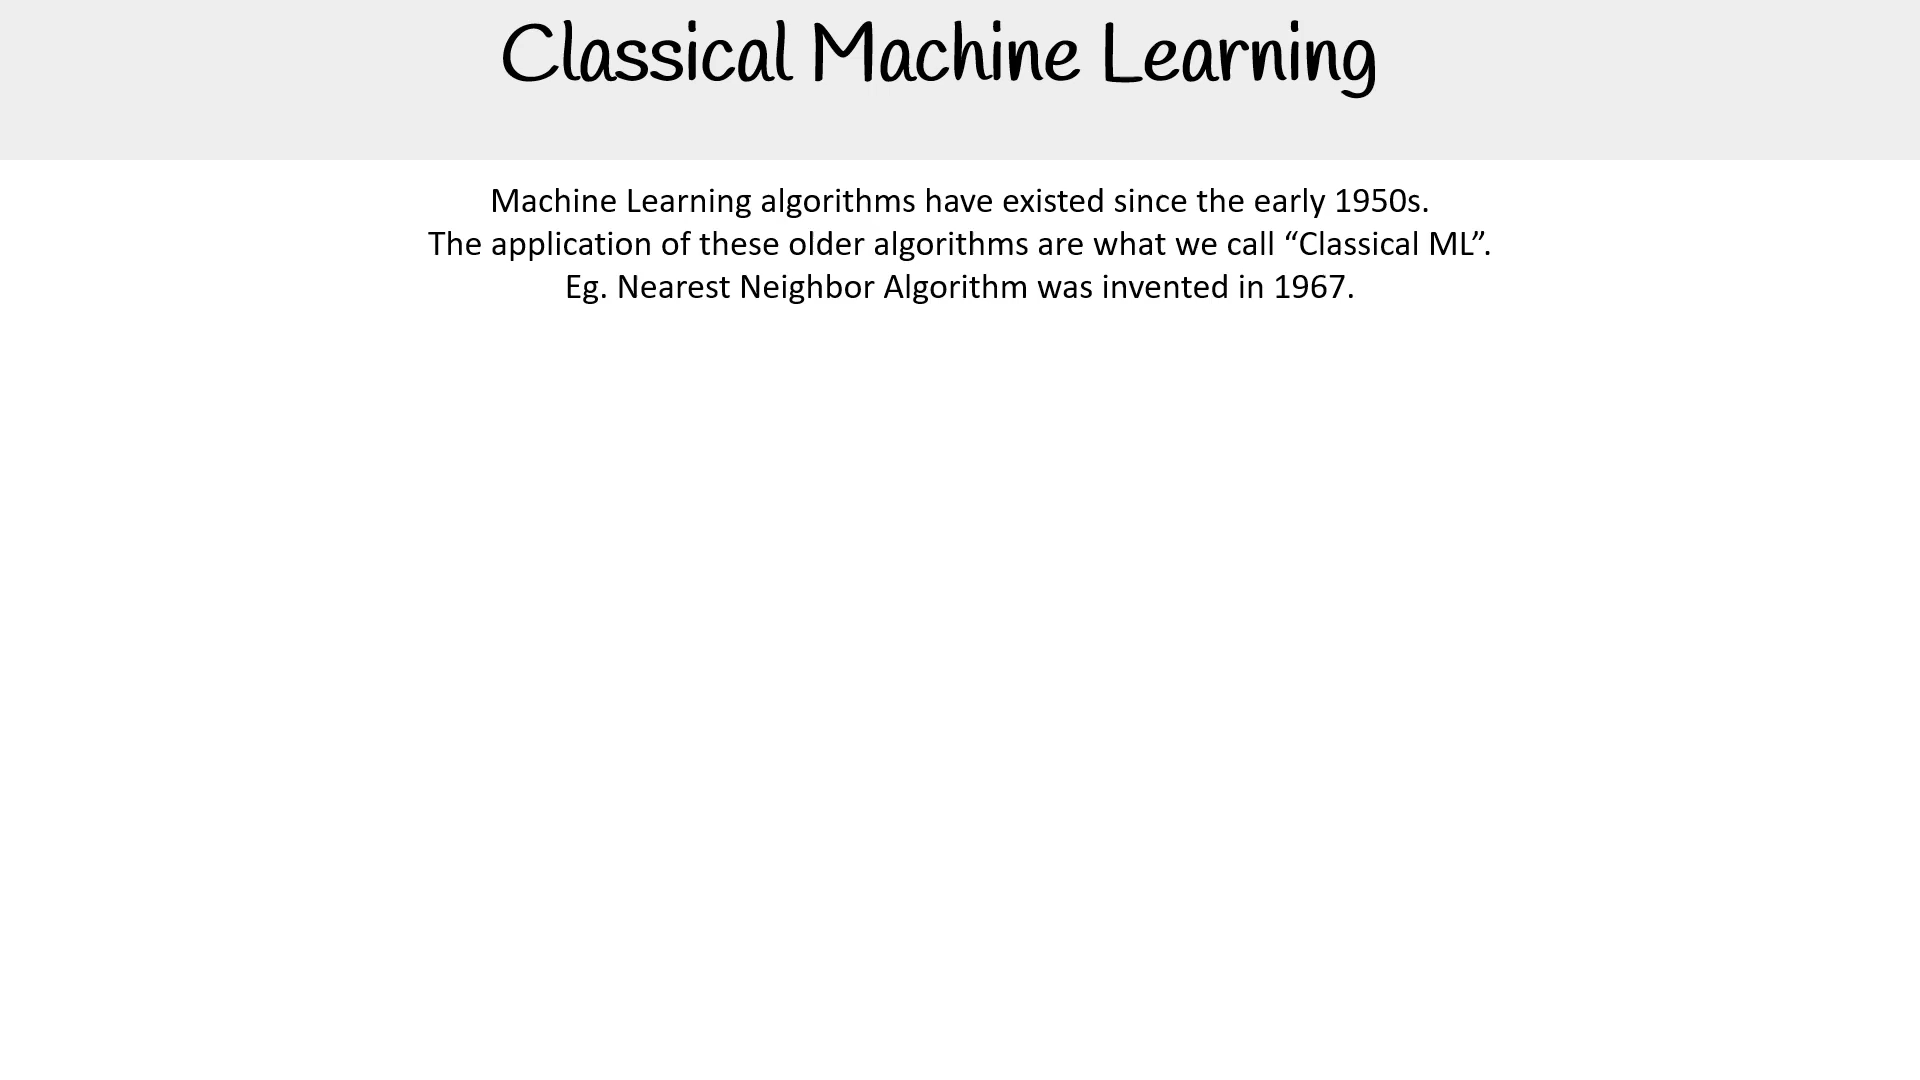 Classical Machine Learning
Machine Learning algorithms have existed since the early 1950s.
The application of these older algorithms are what we call “Classical ML”.
Eg. Nearest Neighbor Algorithm was invented in 1967.